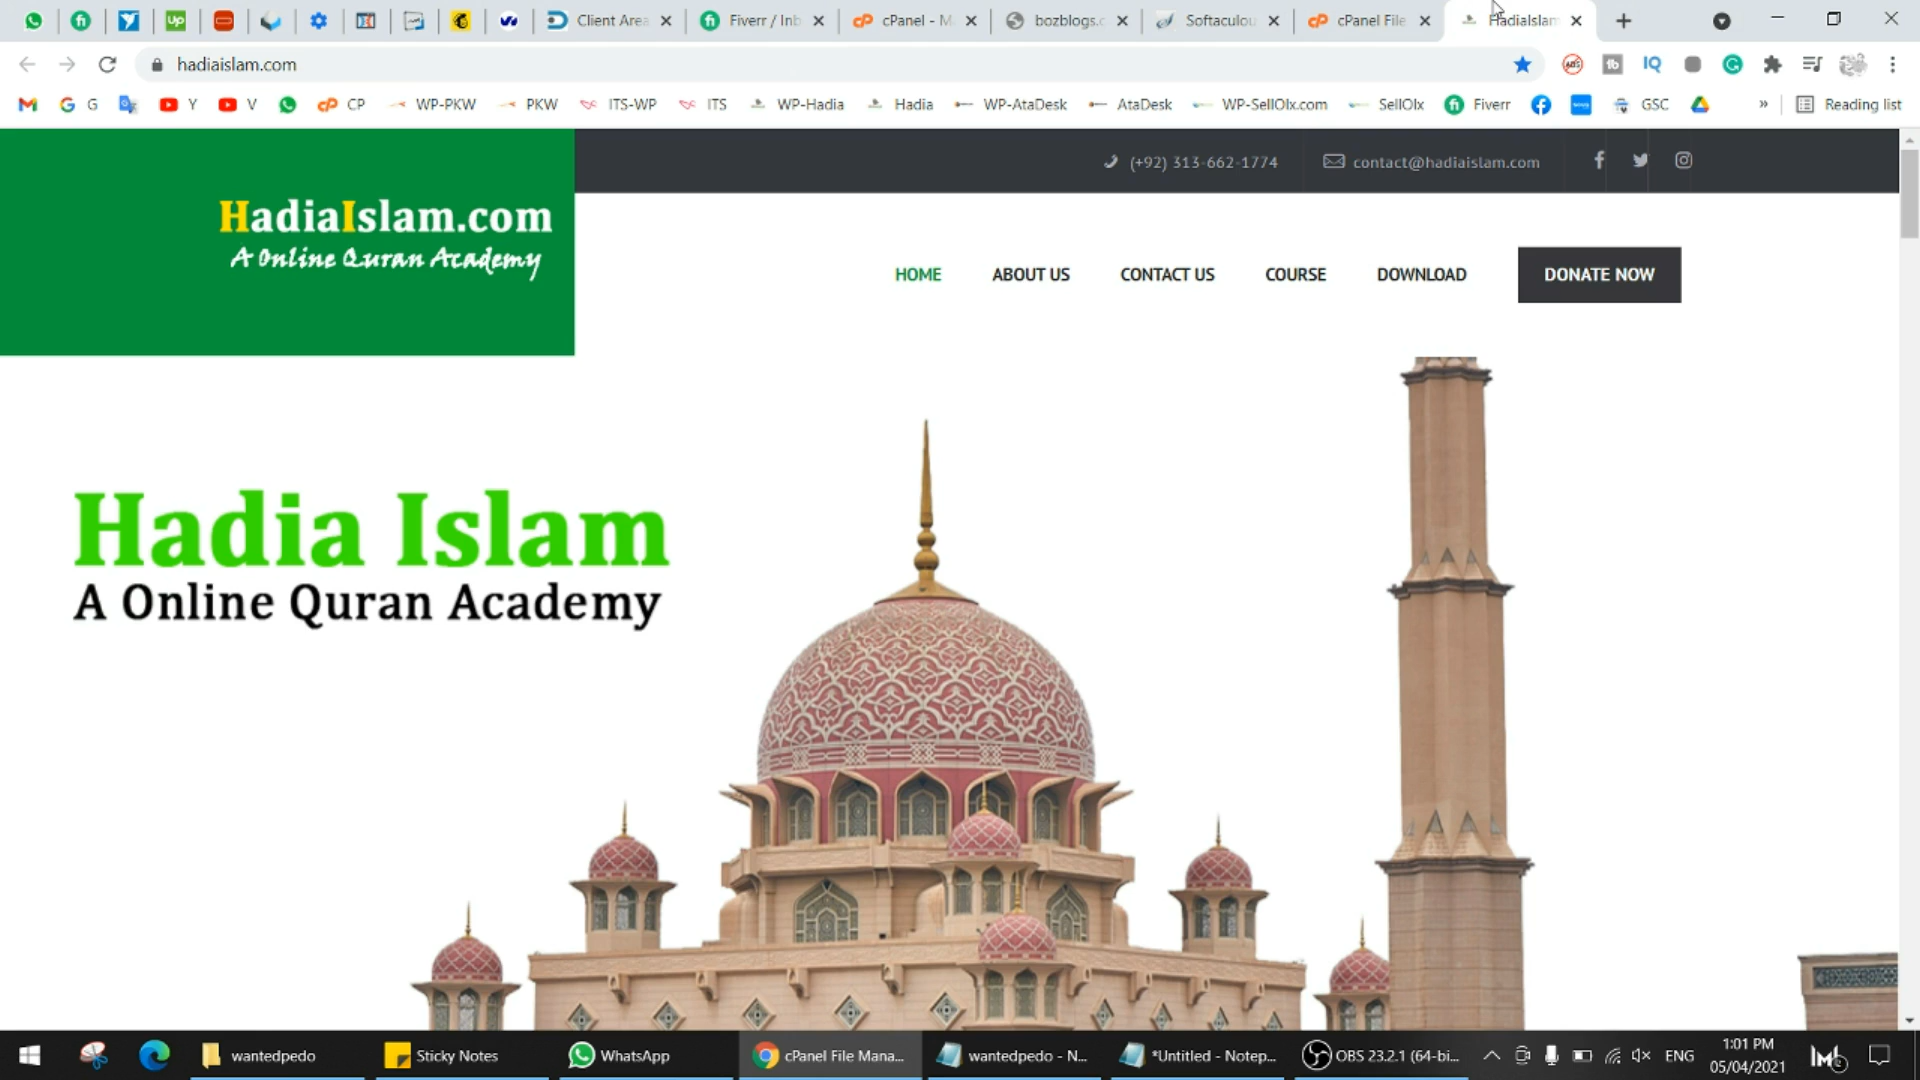 Client Area
Fiverr / Inb
cPanel - M
bozblogs.c
Softaculou
cPanel File
HadiaIslam
hadiaislam.com
G
Y
V
CP
WP-PKW
PKW
ITS-WP
ITS
WP-Hadia
Hadia
WP-AtaDesk
AtaDesk
WP-SellOlx.com
SellOlx
Fiverr
GSC
»
Reading list
(+92) 313-662-1774
contact@hadiaislam.com
HadiaIslam.com
A Online Quran Academy
HOME
ABOUT US
CONTACT US
COURSE
DOWNLOAD
DONATE NOW
Hadia Islam
A Online Quran Academy
wantedpedo
Sticky Notes
WhatsApp
cPanel File Mana...
wantedpedo - N...
*Untitled - Notep...
OBS 23.2.1 (64-bi...
ENG
1:01 PM
05/04/2021